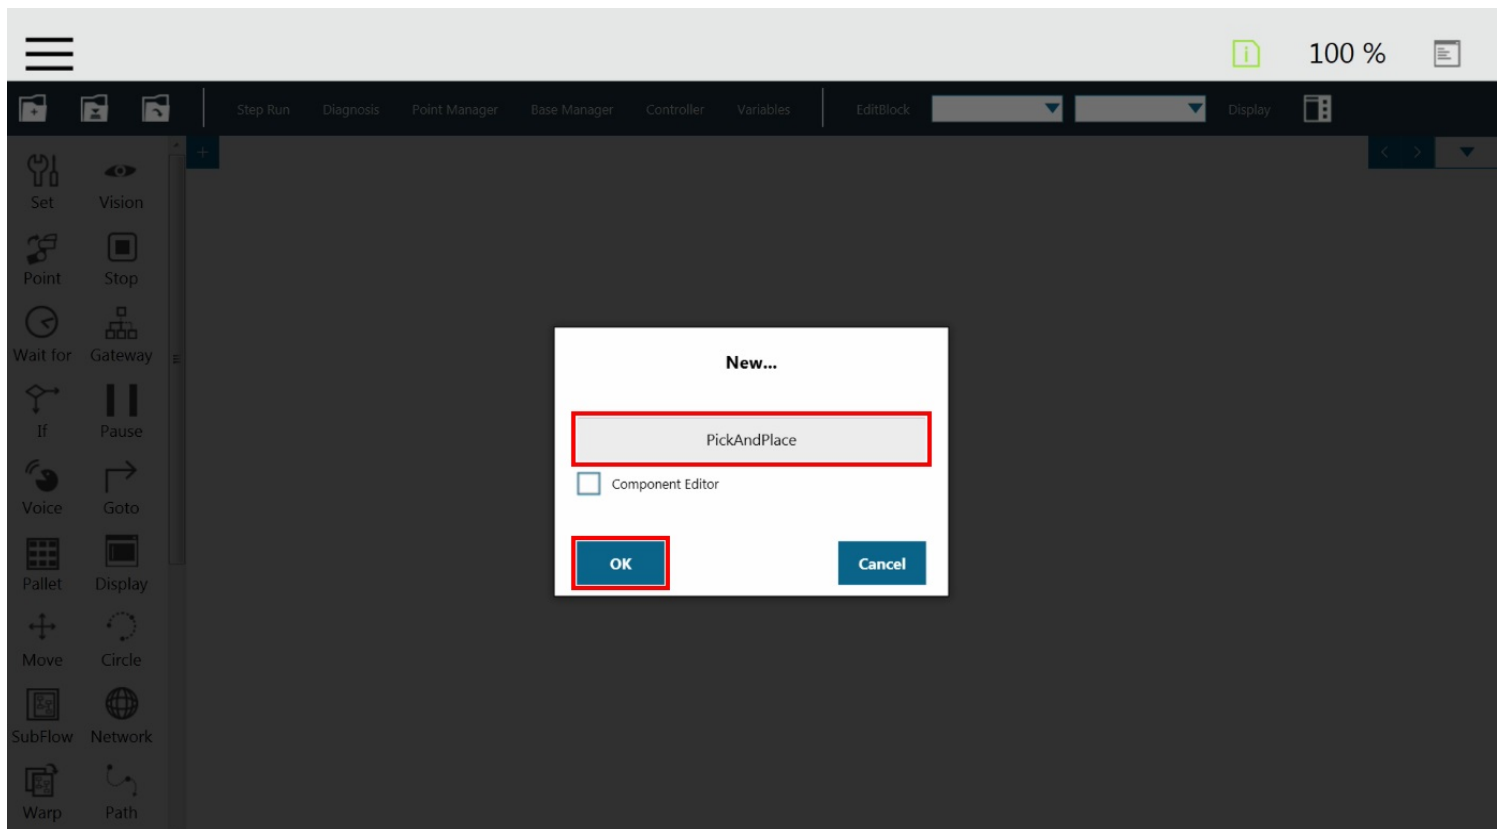 100 %
Step Run Diagnosis Point Manager Base Manager Controller Variables EditBlock Display
+
< >
Set Vision
Point Stop
Wait for Gateway
If Pause
Voice Goto
Pallet Display
Move Circle
SubFlow Network
Warp Path
New...
PickAndPlace
Component Editor
OK Cancel